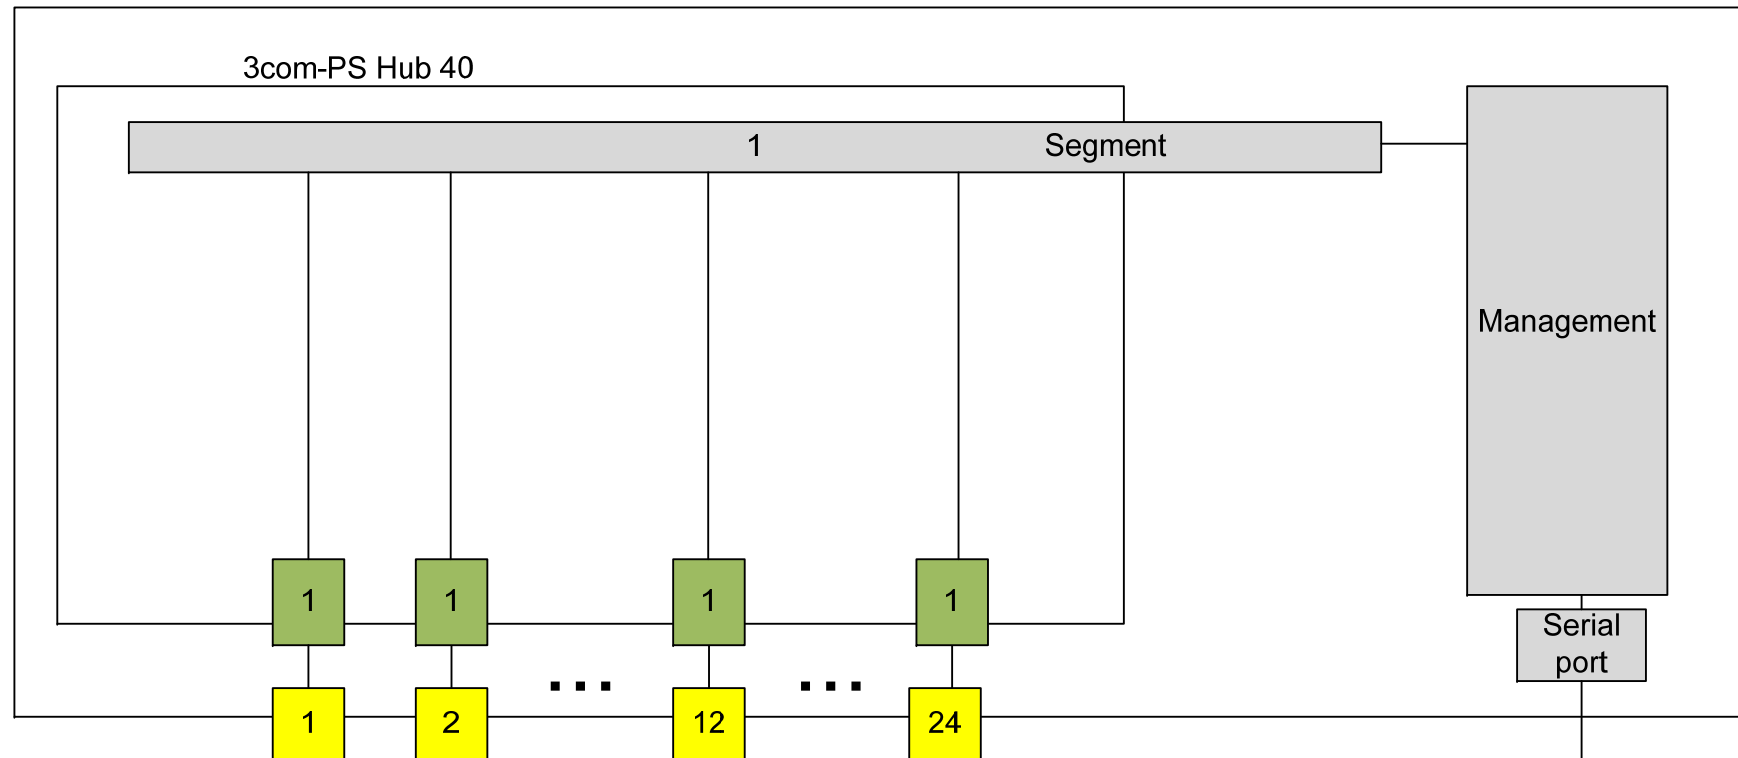 3com-PS Hub 40
1 Segment
Management
1 1 1 1
Serial
port
... ...
1 2 12 24